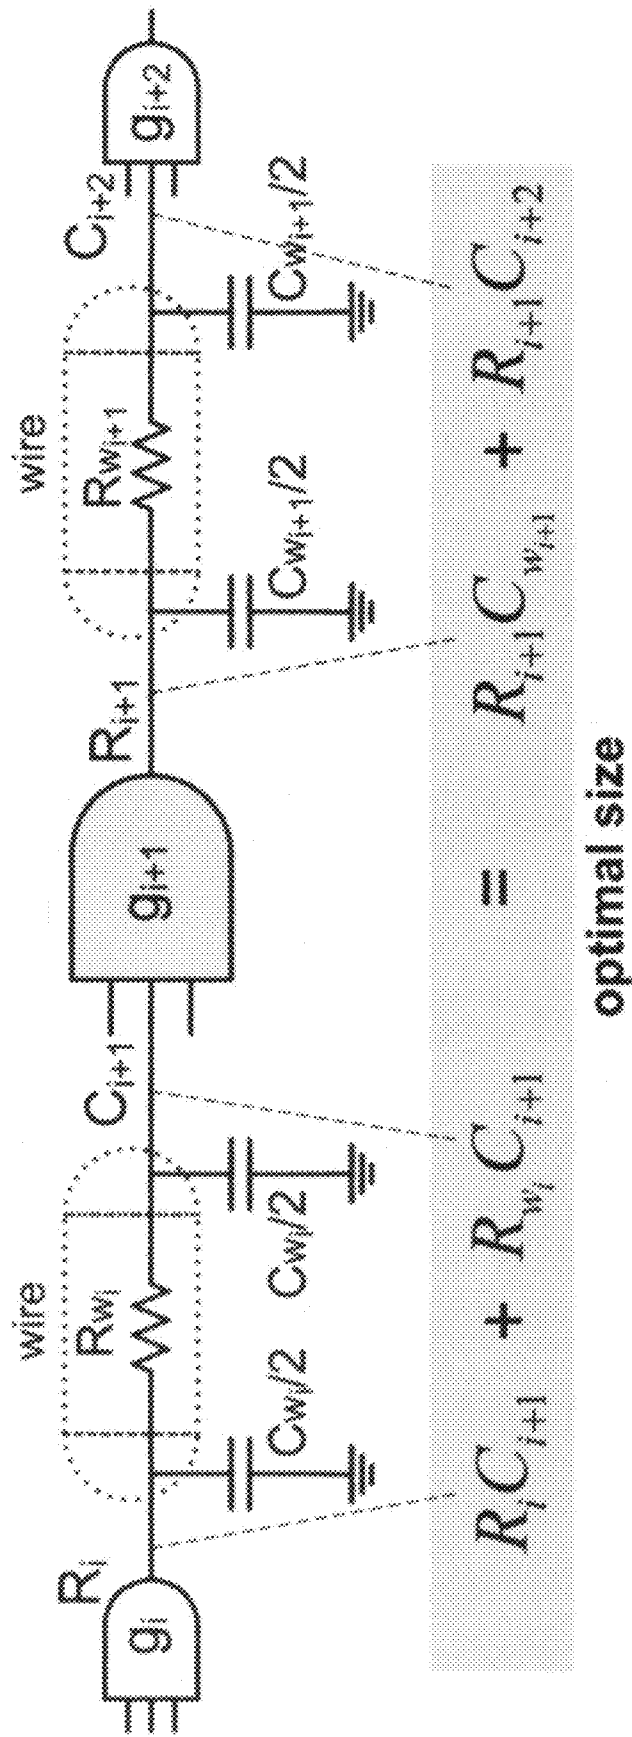 wire
wire
R_i
R_{w_i}
C_{i+1}
R_{i+1}
R_{w_{i+1}}
C_{i+2}
g_i
g_{i+1}
g_{i+2}
C_{w_i}/2
C_{w_i}/2
C_{w_{i+1}}/2
C_{w_{i+1}}/2
R_i C_{i+1} + R_{w_i} C_{i+1} = R_{i+1} C_{w_{i+1}} + R_{i+1} C_{i+2}
optimal size